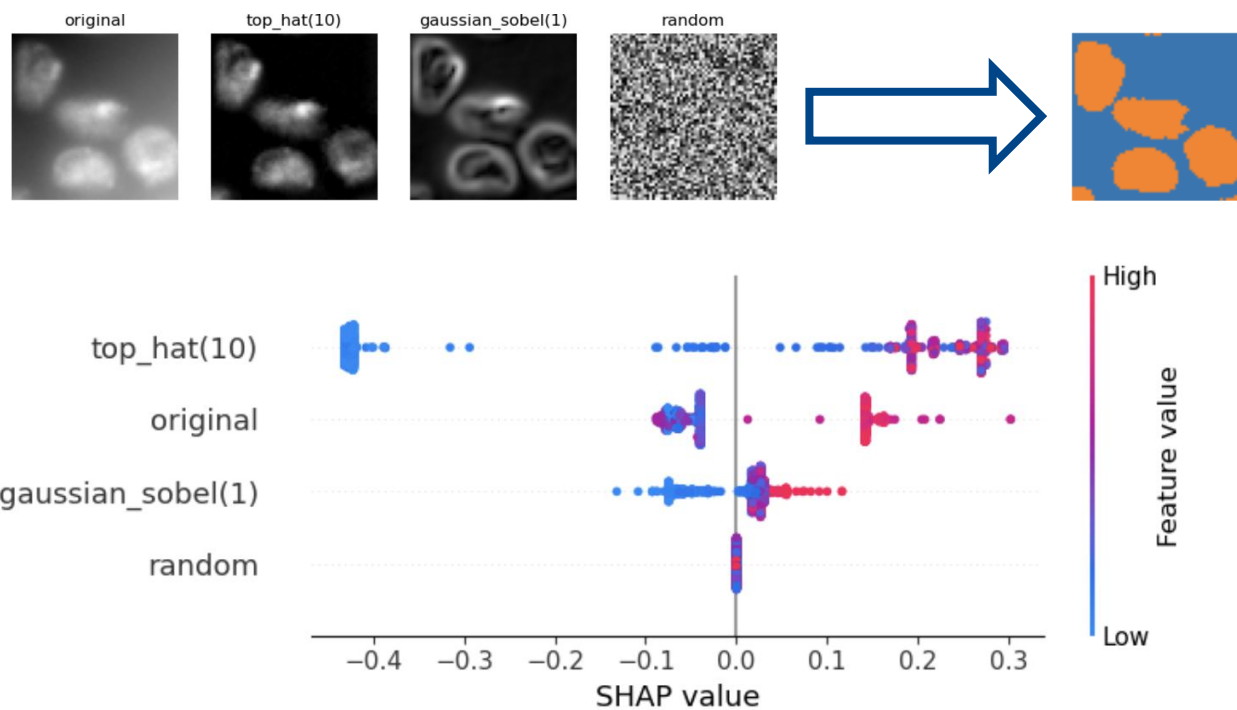 original
top_hat(10)
gaussian_sobel(1)
random
High
top_hat(10)
original
gaussian_sobel(1)
random
Feature value
Low
−0.4 −0.3 −0.2 −0.1 0.0 0.1 0.2 0.3
SHAP value